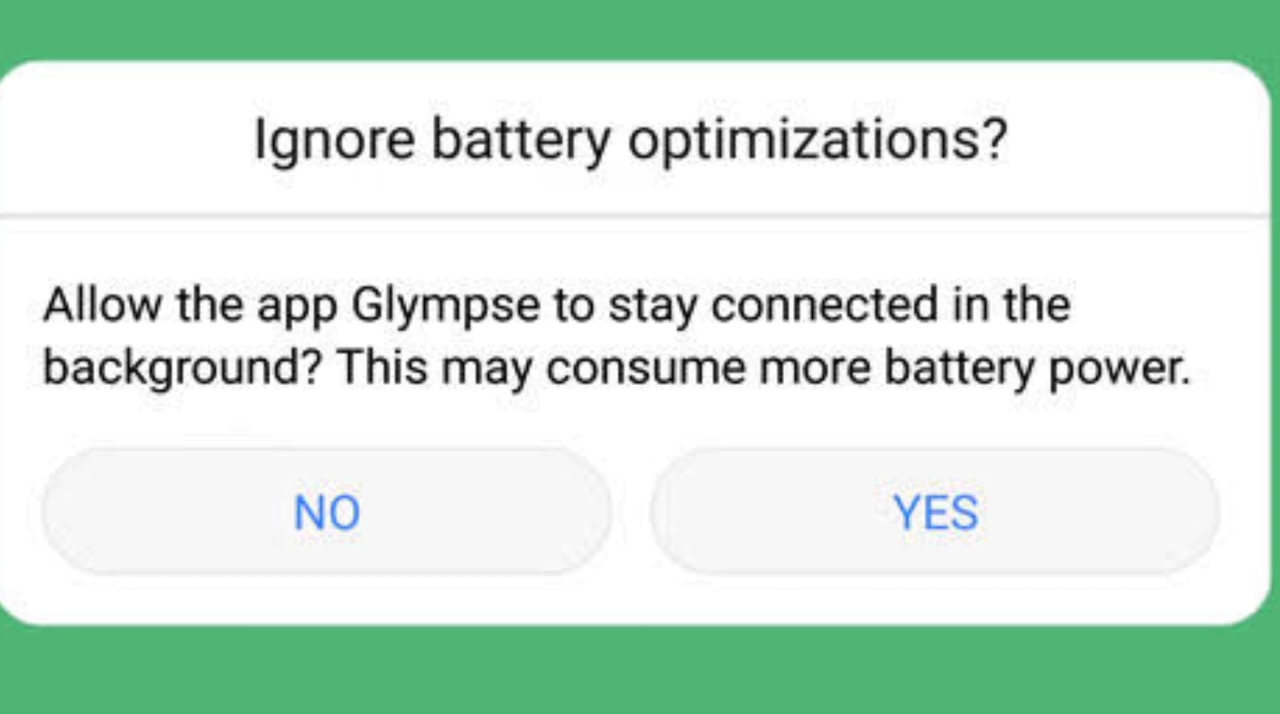 Ignore battery optimizations?
Allow the app Glympse to stay connected in the
background? This may consume more battery power.
NO
YES